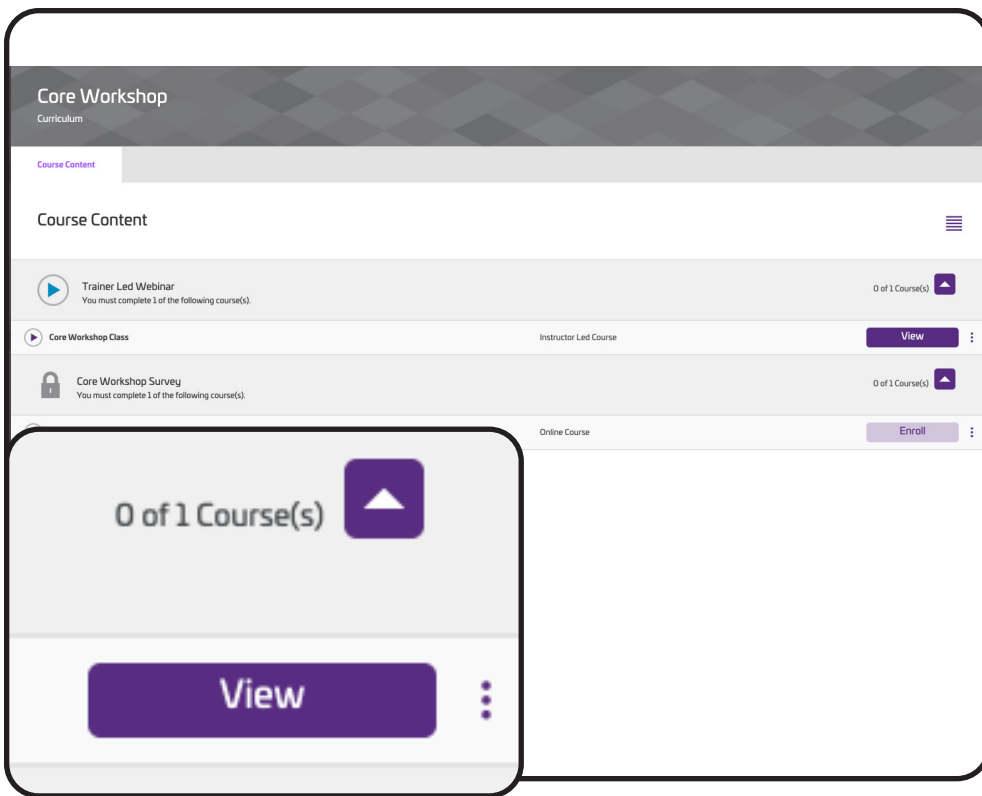 Core Workshop
Curriculum
Course Content
Course Content
Trainer Led Webinar
You must complete 1 of the following course(s).
0 of 1 Course(s)
Core Workshop Class
Instructor Led Course
View
Core Workshop Survey
You must complete 1 of the following course(s).
0 of 1 Course(s)
Online Course
Enroll
0 of 1 Course(s)
View